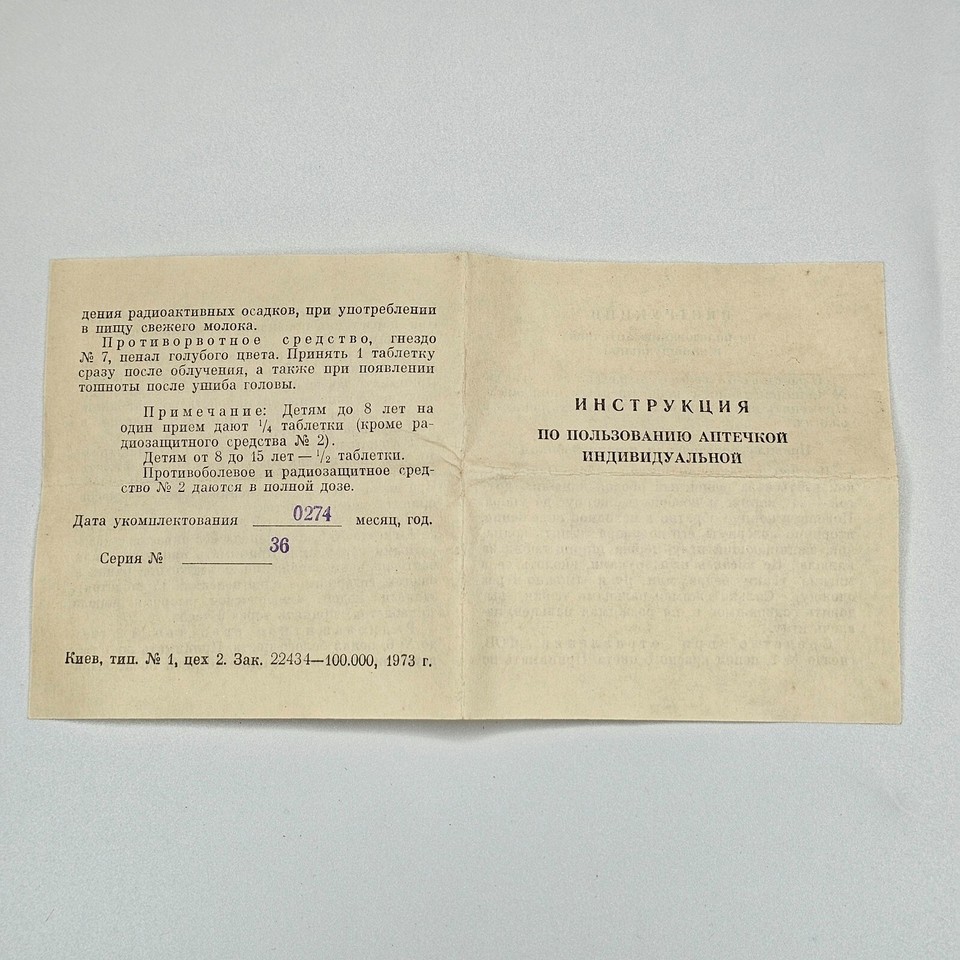 дения радиоактивных осадков, при употреблении
в пищу свежего молока.
Противорвотное средство, гнездо
№ 7, пенал голубого цвета. Принять 1 таблетку
сразу после облучения, а также при появлении
тошноты после ушиба головы.
Примечание: Детям до 8 лет на
один прием дают 1/4 таблетки (кроме ра-
диозащитного средства № 2).
Детям от 8 до 15 лет — 1/2 таблетки.
Противоболевое и радиозащитное сред-
ство № 2 даются в полной дозе.
Дата укомплектования 0274 месяц, год.
Серия № 36
Киев, тип. № 1, цех 2. Зак. 22434—100.000, 1973 г.
ИНСТРУКЦИЯ
ПО ПОЛЬЗОВАНИЮ АПТЕЧКОЙ
ИНДИВИДУАЛЬНОЙ